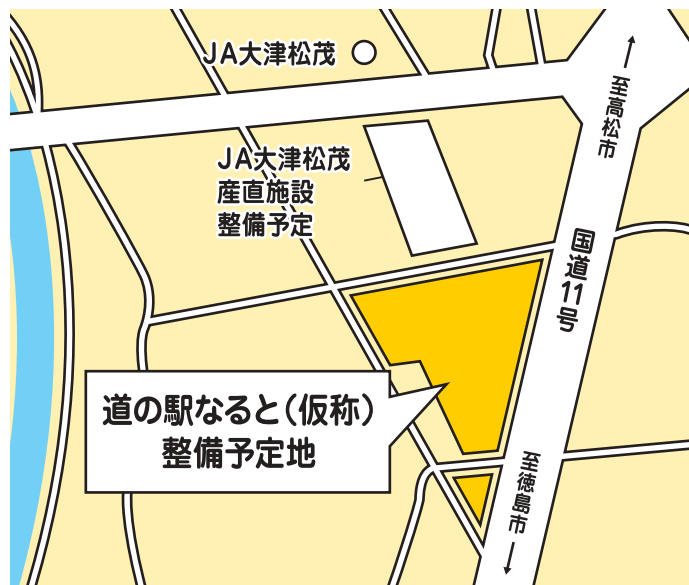 JA大津松茂
至高松市
JA大津松茂
産直施設
整備予定
国道11号
道の駅なると(仮称)
整備予定地
至徳島市